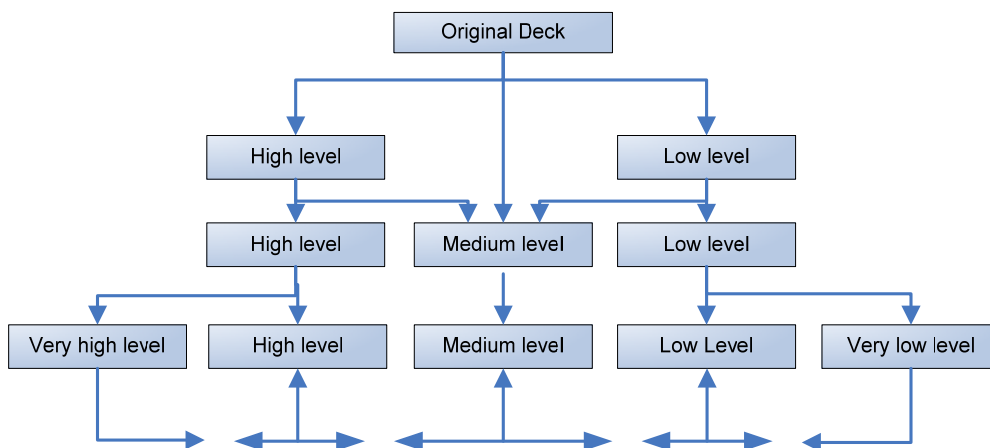 Original Deck
High level
Low level
High level
Medium level
Low level
Very high level
High level
Medium level
Low Level
Very low level